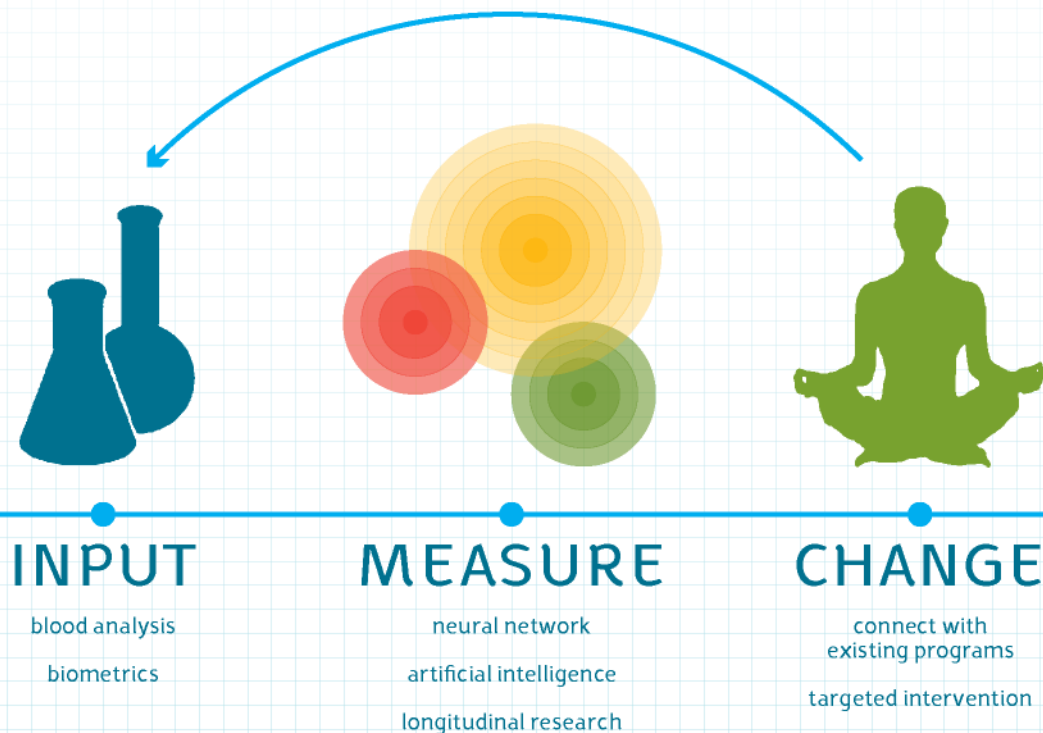 INPUT
blood analysis
biometrics
MEASURE
neural network
artificial intelligence
longitudinal research
CHANGE
connect with
existing programs
targeted intervention